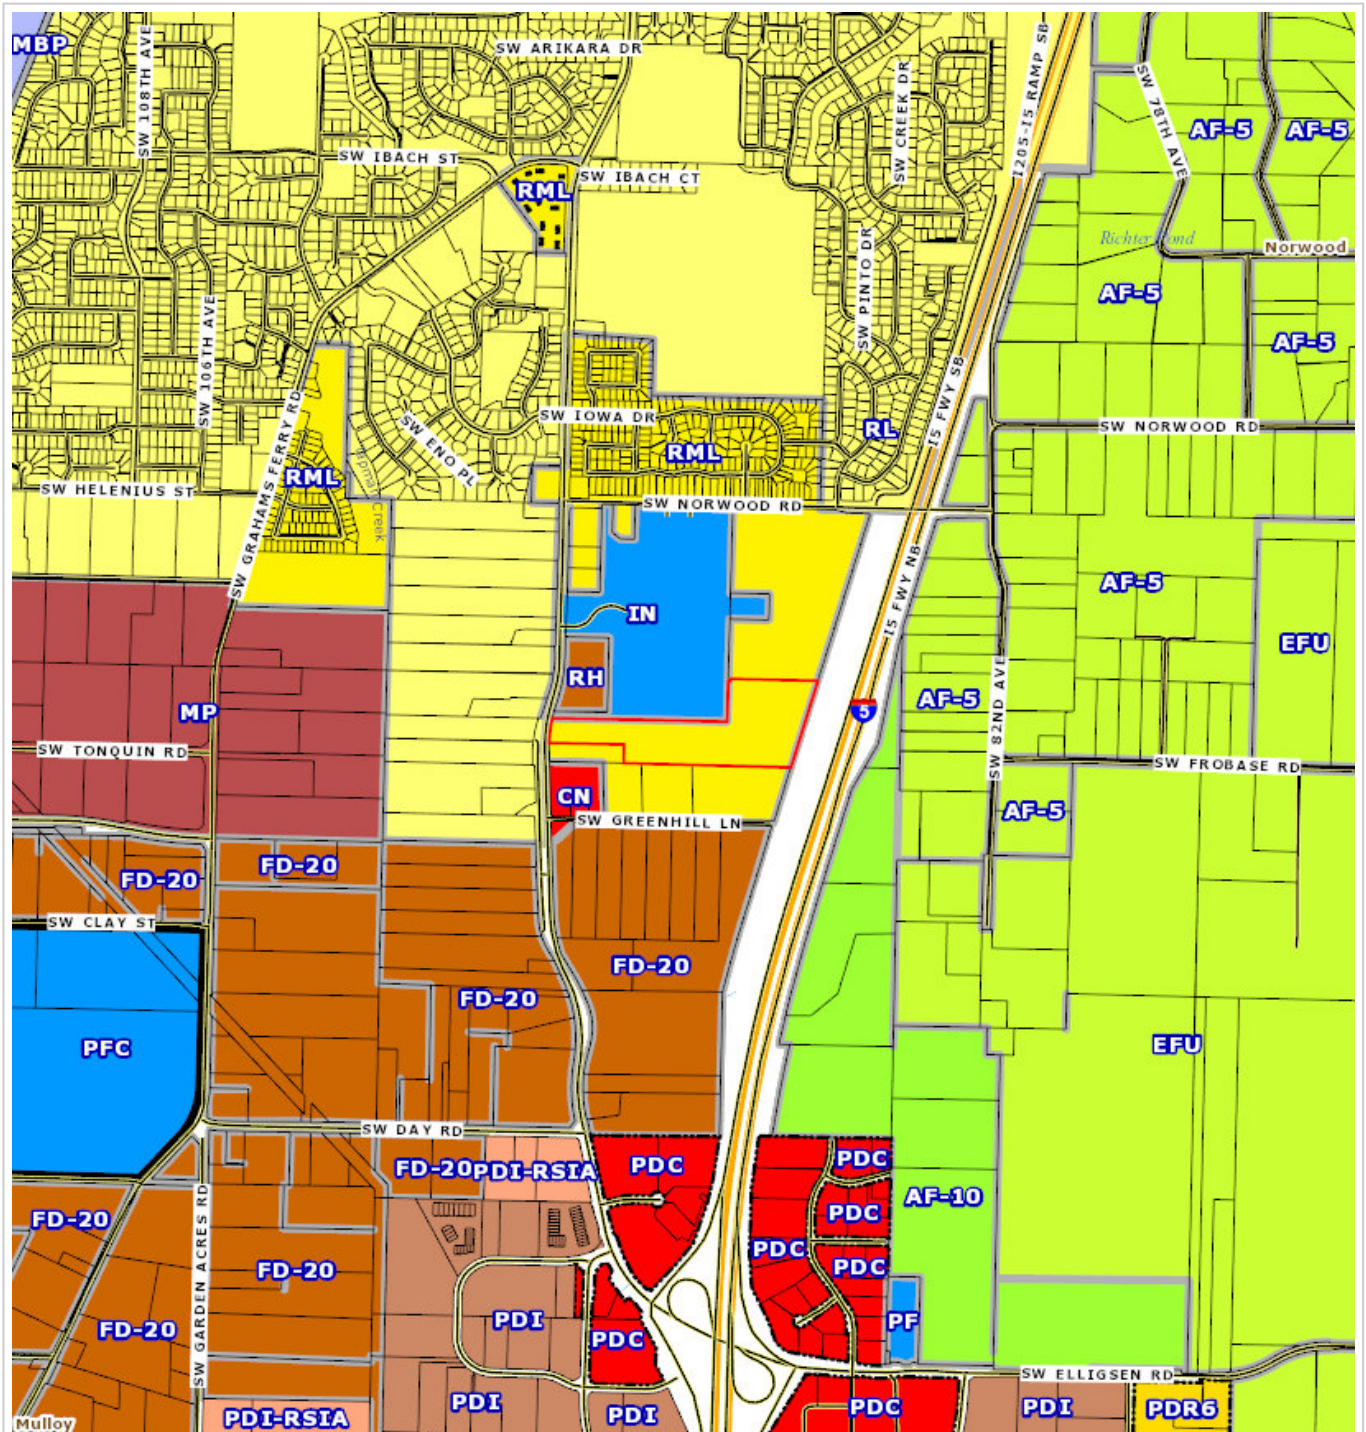 MBP
SW 108TH AVE
SW ARIKARA DR
SW CREEK DR
I205-I5 RAMP SB
SW 78TH AVE
AF-5
AF-5
SW IBACH ST
SW IBACH CT
RML
Richter Pond
Norwood
SW PINTO DR
AF-5
SW 106TH AVE
AF-5
I5 FWY SB
SW GRAHAMS FERRY RD
SW ENO PL
SW IOWA DR
RL
SW NORWOOD RD
RML
RML
Creek
SW HELENIUS ST
SW NORWOOD RD
I5 FWY NB
AF-5
IN
EFU
RH
AF-5
SW 82ND AVE
MP
5
SW TONQUIN RD
SW FROBASE RD
CN
AF-5
SW GREENHILL LN
FD-20
FD-20
SW CLAY ST
FD-20
FD-20
PFC
EFU
SW DAY RD
FD-20
PDI-RSIA
PDC
PDC
AF-10
FD-20
PDC
SW GARDEN ACRES RD
PDC
PDC
FD-20
PDI
PF
FD-20
PDC
SW ELLIGSEN RD
PDI
PDI
PDC
PDI
PDR6
PDI-RSIA
Mulloy